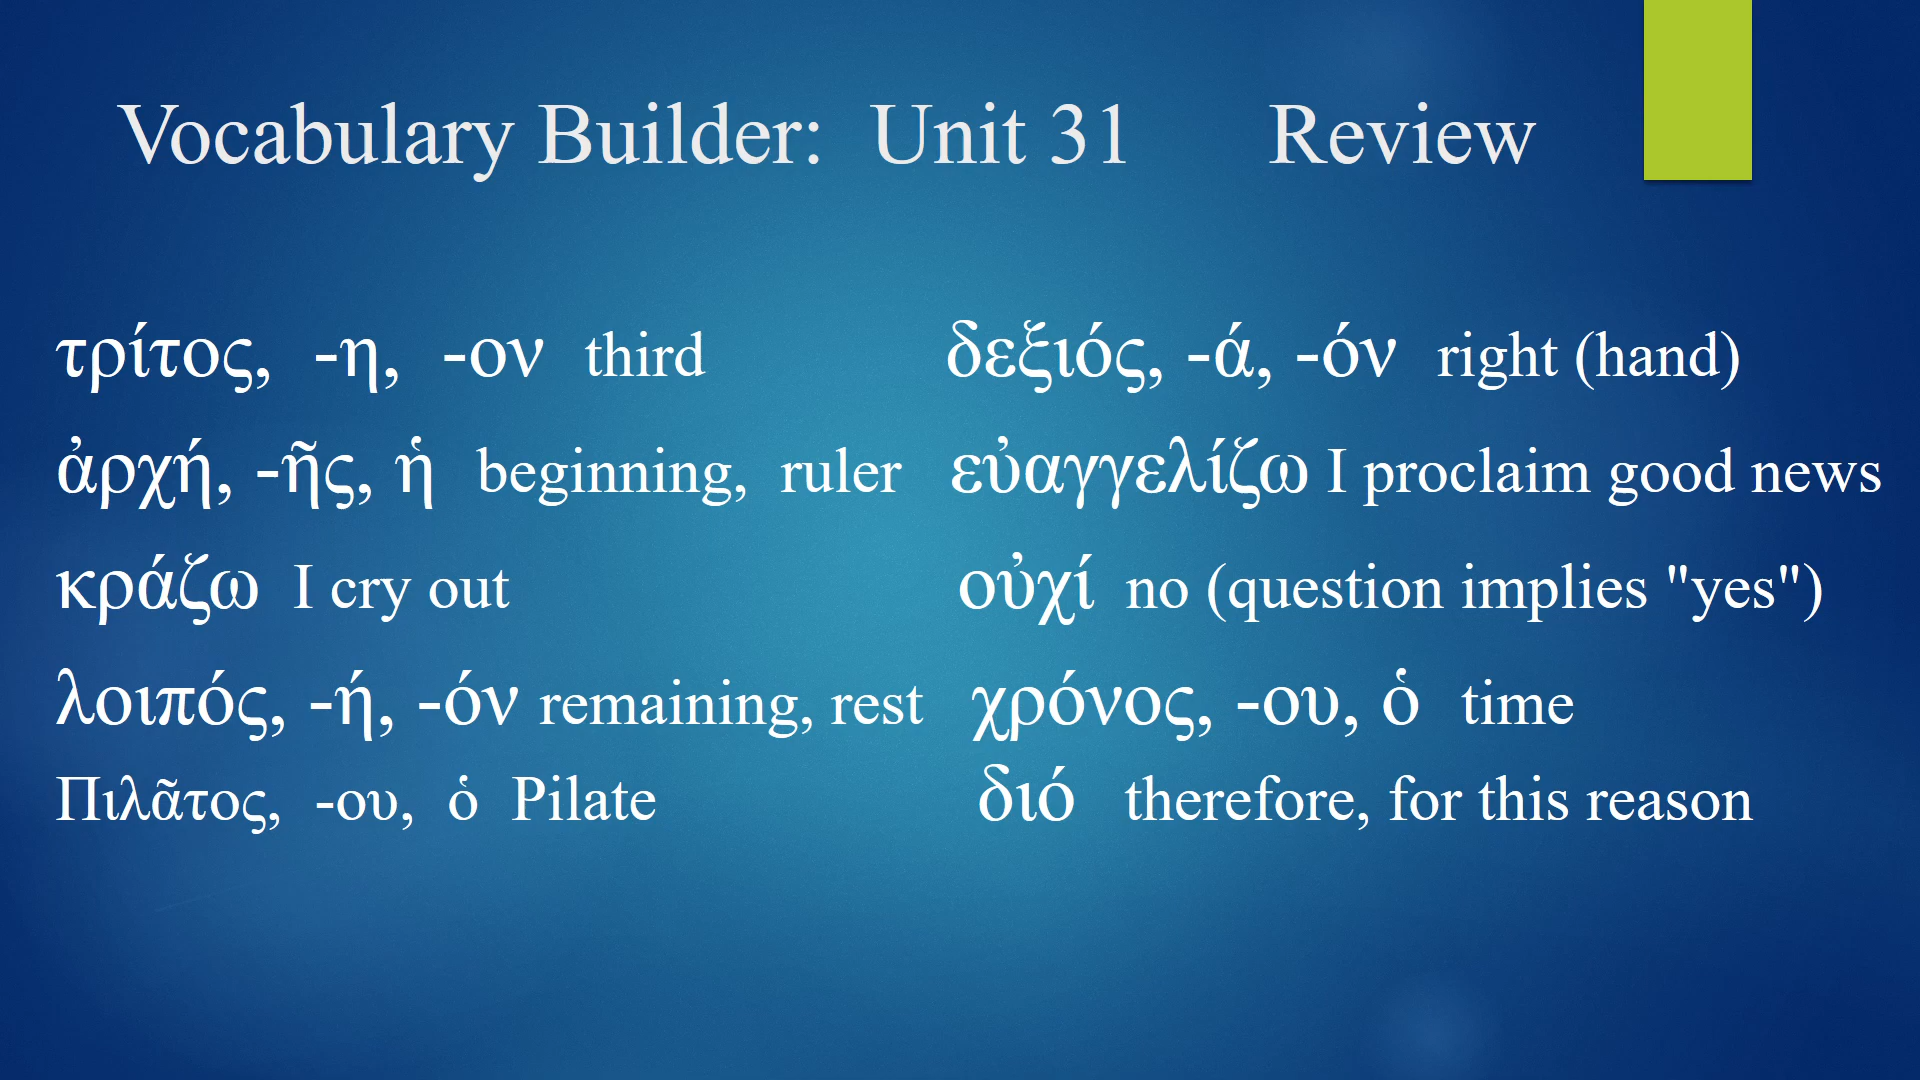 Vocabulary Builder: Unit 31 Review
τρίτος, -η, -ον third δεξιός, -ά, -όν right (hand)
ἀρχή, -ῆς, ἡ beginning, ruler εὐαγγελίζω I proclaim good news
κράζω I cry out οὐχί no (question implies "yes")
λοιπός, -ή, -όν remaining, rest χρόνος, -ου, ὁ time
Πιλᾶτος, -ου, ὁ Pilate διό therefore, for this reason